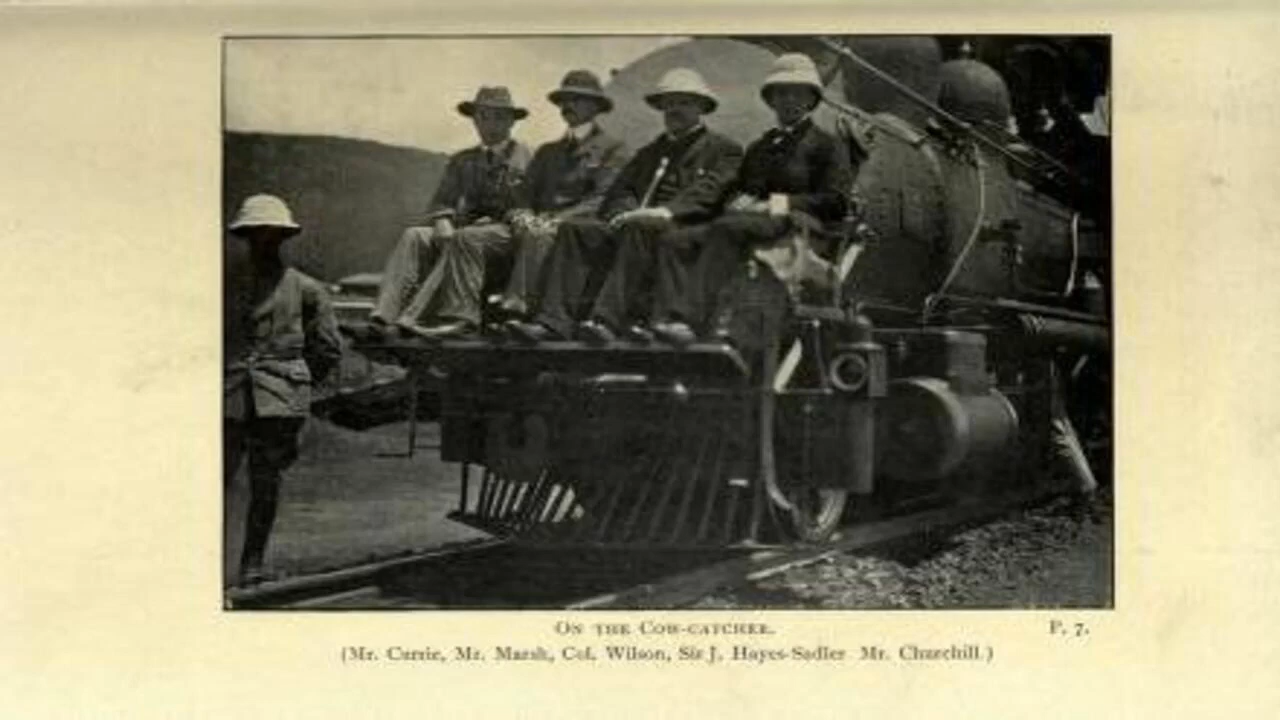 On the Cow-catcher. P. 7.
(Mr. Currie, Mr. Marsh, Col. Wilson, Sir J. Hayes-Sadler Mr. Churchill.)